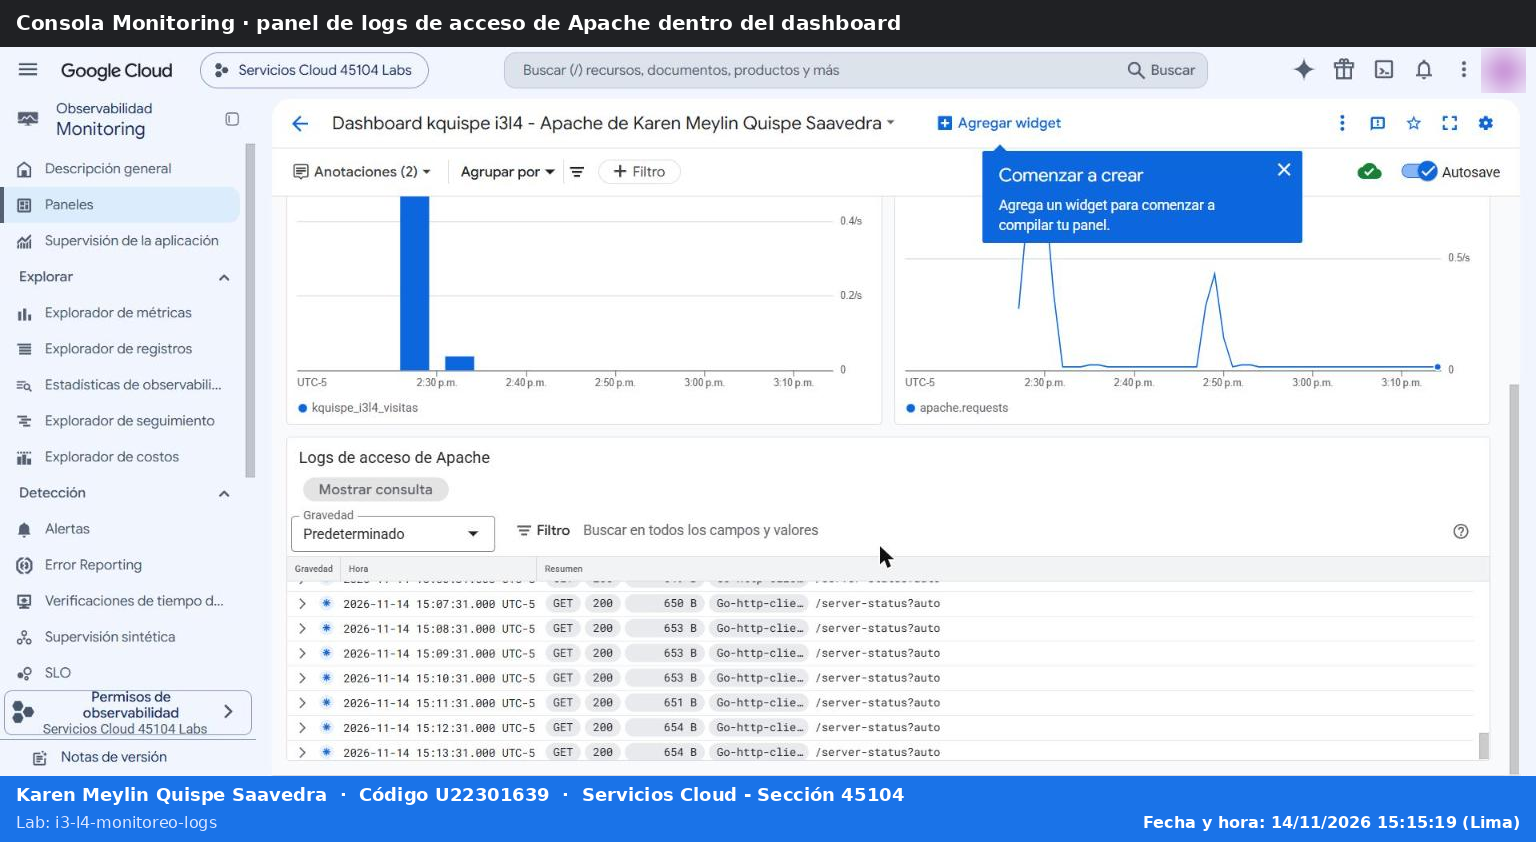 Consola Monitoring · panel de logs de acceso de Apache dentro del dashboard
Google Cloud
Servicios Cloud 45104 Labs
Buscar (/) recursos, documentos, productos y más
Buscar
Observabilidad
Monitoring
Descripción general
Paneles
Supervisión de la aplicación
Explorar
Explorador de métricas
Explorador de registros
Estadísticas de observabili...
Explorador de seguimiento
Explorador de costos
Detección
Alertas
Error Reporting
Verificaciones de tiempo d...
Supervisión sintética
SLO
Permisos de observabilidad
Servicios Cloud 45104 Labs
Notas de versión
Dashboard kquispe i3l4 - Apache de Karen Meylin Quispe Saavedra
Agregar widget
Anotaciones (2)
Agrupar por
Filtro
Comenzar a crear
Agrega un widget para comenzar a
compilar tu panel.
Autosave
0.4/s
0.2/s
0
UTC-5 2:30 p.m. 2:40 p.m. 2:50 p.m. 3:00 p.m. 3:10 p.m.
kquispe_i3l4_visitas
0.5/s
0
UTC-5 2:30 p.m. 2:40 p.m. 2:50 p.m. 3:00 p.m. 3:10 p.m.
apache.requests
Logs de acceso de Apache
Mostrar consulta
Gravedad
Predeterminado
Filtro Buscar en todos los campos y valores
Gravedad Hora Resumen
2026-11-14 15:07:31.000 UTC-5 GET 200 650 B Go-http-clie… /server-status?auto
2026-11-14 15:08:31.000 UTC-5 GET 200 653 B Go-http-clie… /server-status?auto
2026-11-14 15:09:31.000 UTC-5 GET 200 653 B Go-http-clie… /server-status?auto
2026-11-14 15:10:31.000 UTC-5 GET 200 653 B Go-http-clie… /server-status?auto
2026-11-14 15:11:31.000 UTC-5 GET 200 651 B Go-http-clie… /server-status?auto
2026-11-14 15:12:31.000 UTC-5 GET 200 654 B Go-http-clie… /server-status?auto
2026-11-14 15:13:31.000 UTC-5 GET 200 654 B Go-http-clie… /server-status?auto
Karen Meylin Quispe Saavedra · Código U22301639 · Servicios Cloud - Sección 45104
Lab: i3-l4-monitoreo-logs
Fecha y hora: 14/11/2026 15:15:19 (Lima)